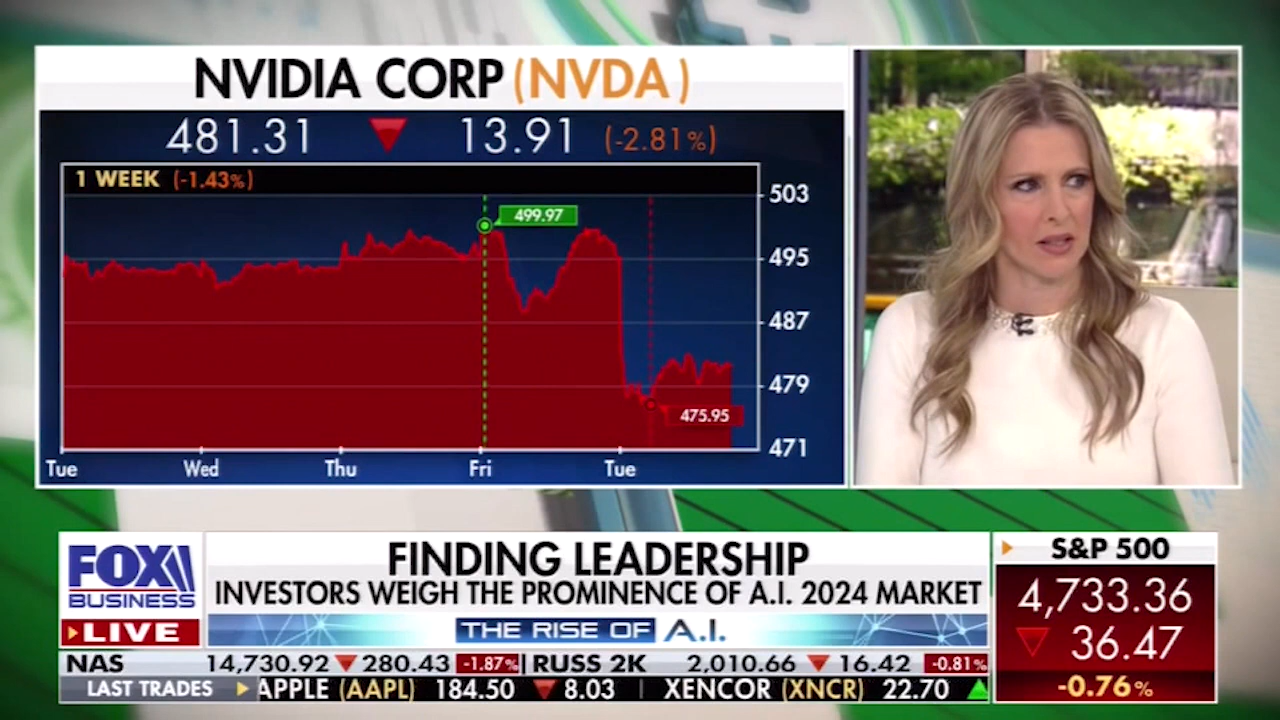 NVIDIA CORP (NVDA )
481.31 ▼ 13.91 (-2.81%)
1 WEEK (-1.43%)
503
499.97
495
487
479
475.95
471
Tue Wed Thu Fri Tue
FOX
BUSINESS
LIVE
FINDING LEADERSHIP
INVESTORS WEIGH THE PROMINENCE OF A.I. 2024 MARKET
THE RISE OF A.I.
S&P 500
4,733.36
▼ 36.47
-0.76%
NAS 14,730.92 ▼ 280.43 -1.87% | RUSS 2K 2,010.66 ▼ 16.42 -0.81%
LAST TRADES APPLE (AAPL) 184.50 ▼ 8.03 | XENCOR (XNCR) 22.70 ▲